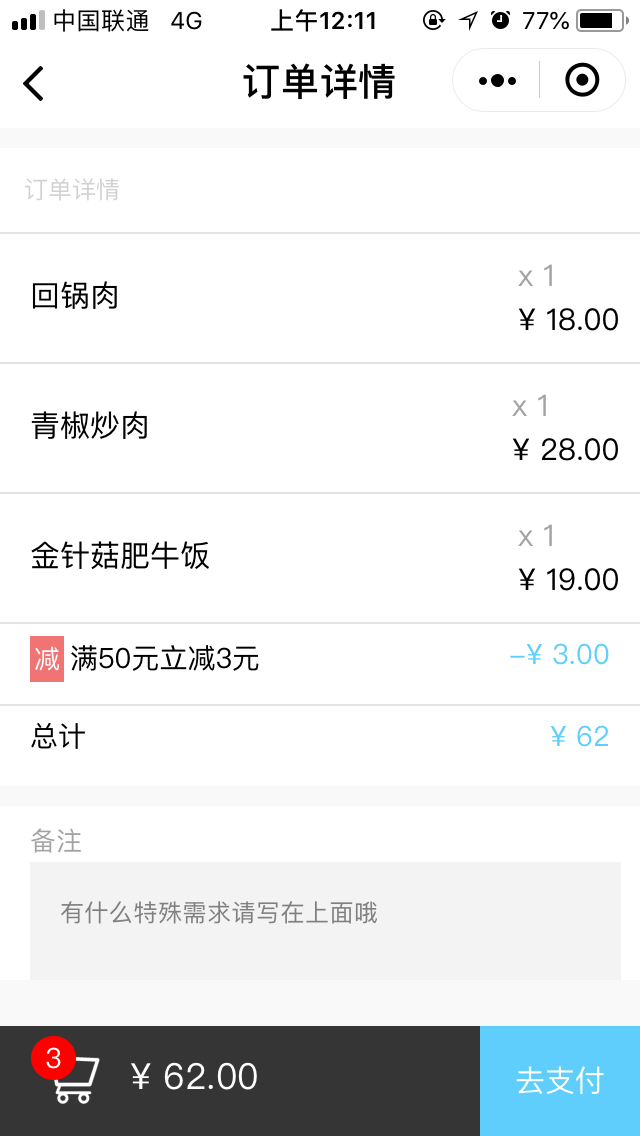 中国联通 4G 上午12:11 77%
订单详情
订单详情
回锅肉
x 1
¥ 18.00
青椒炒肉
x 1
¥ 28.00
金针菇肥牛饭
x 1
¥ 19.00
减 满50元立减3元 -¥ 3.00
总计 ¥ 62
备注
有什么特殊需求请写在上面哦
3 ¥ 62.00 去支付